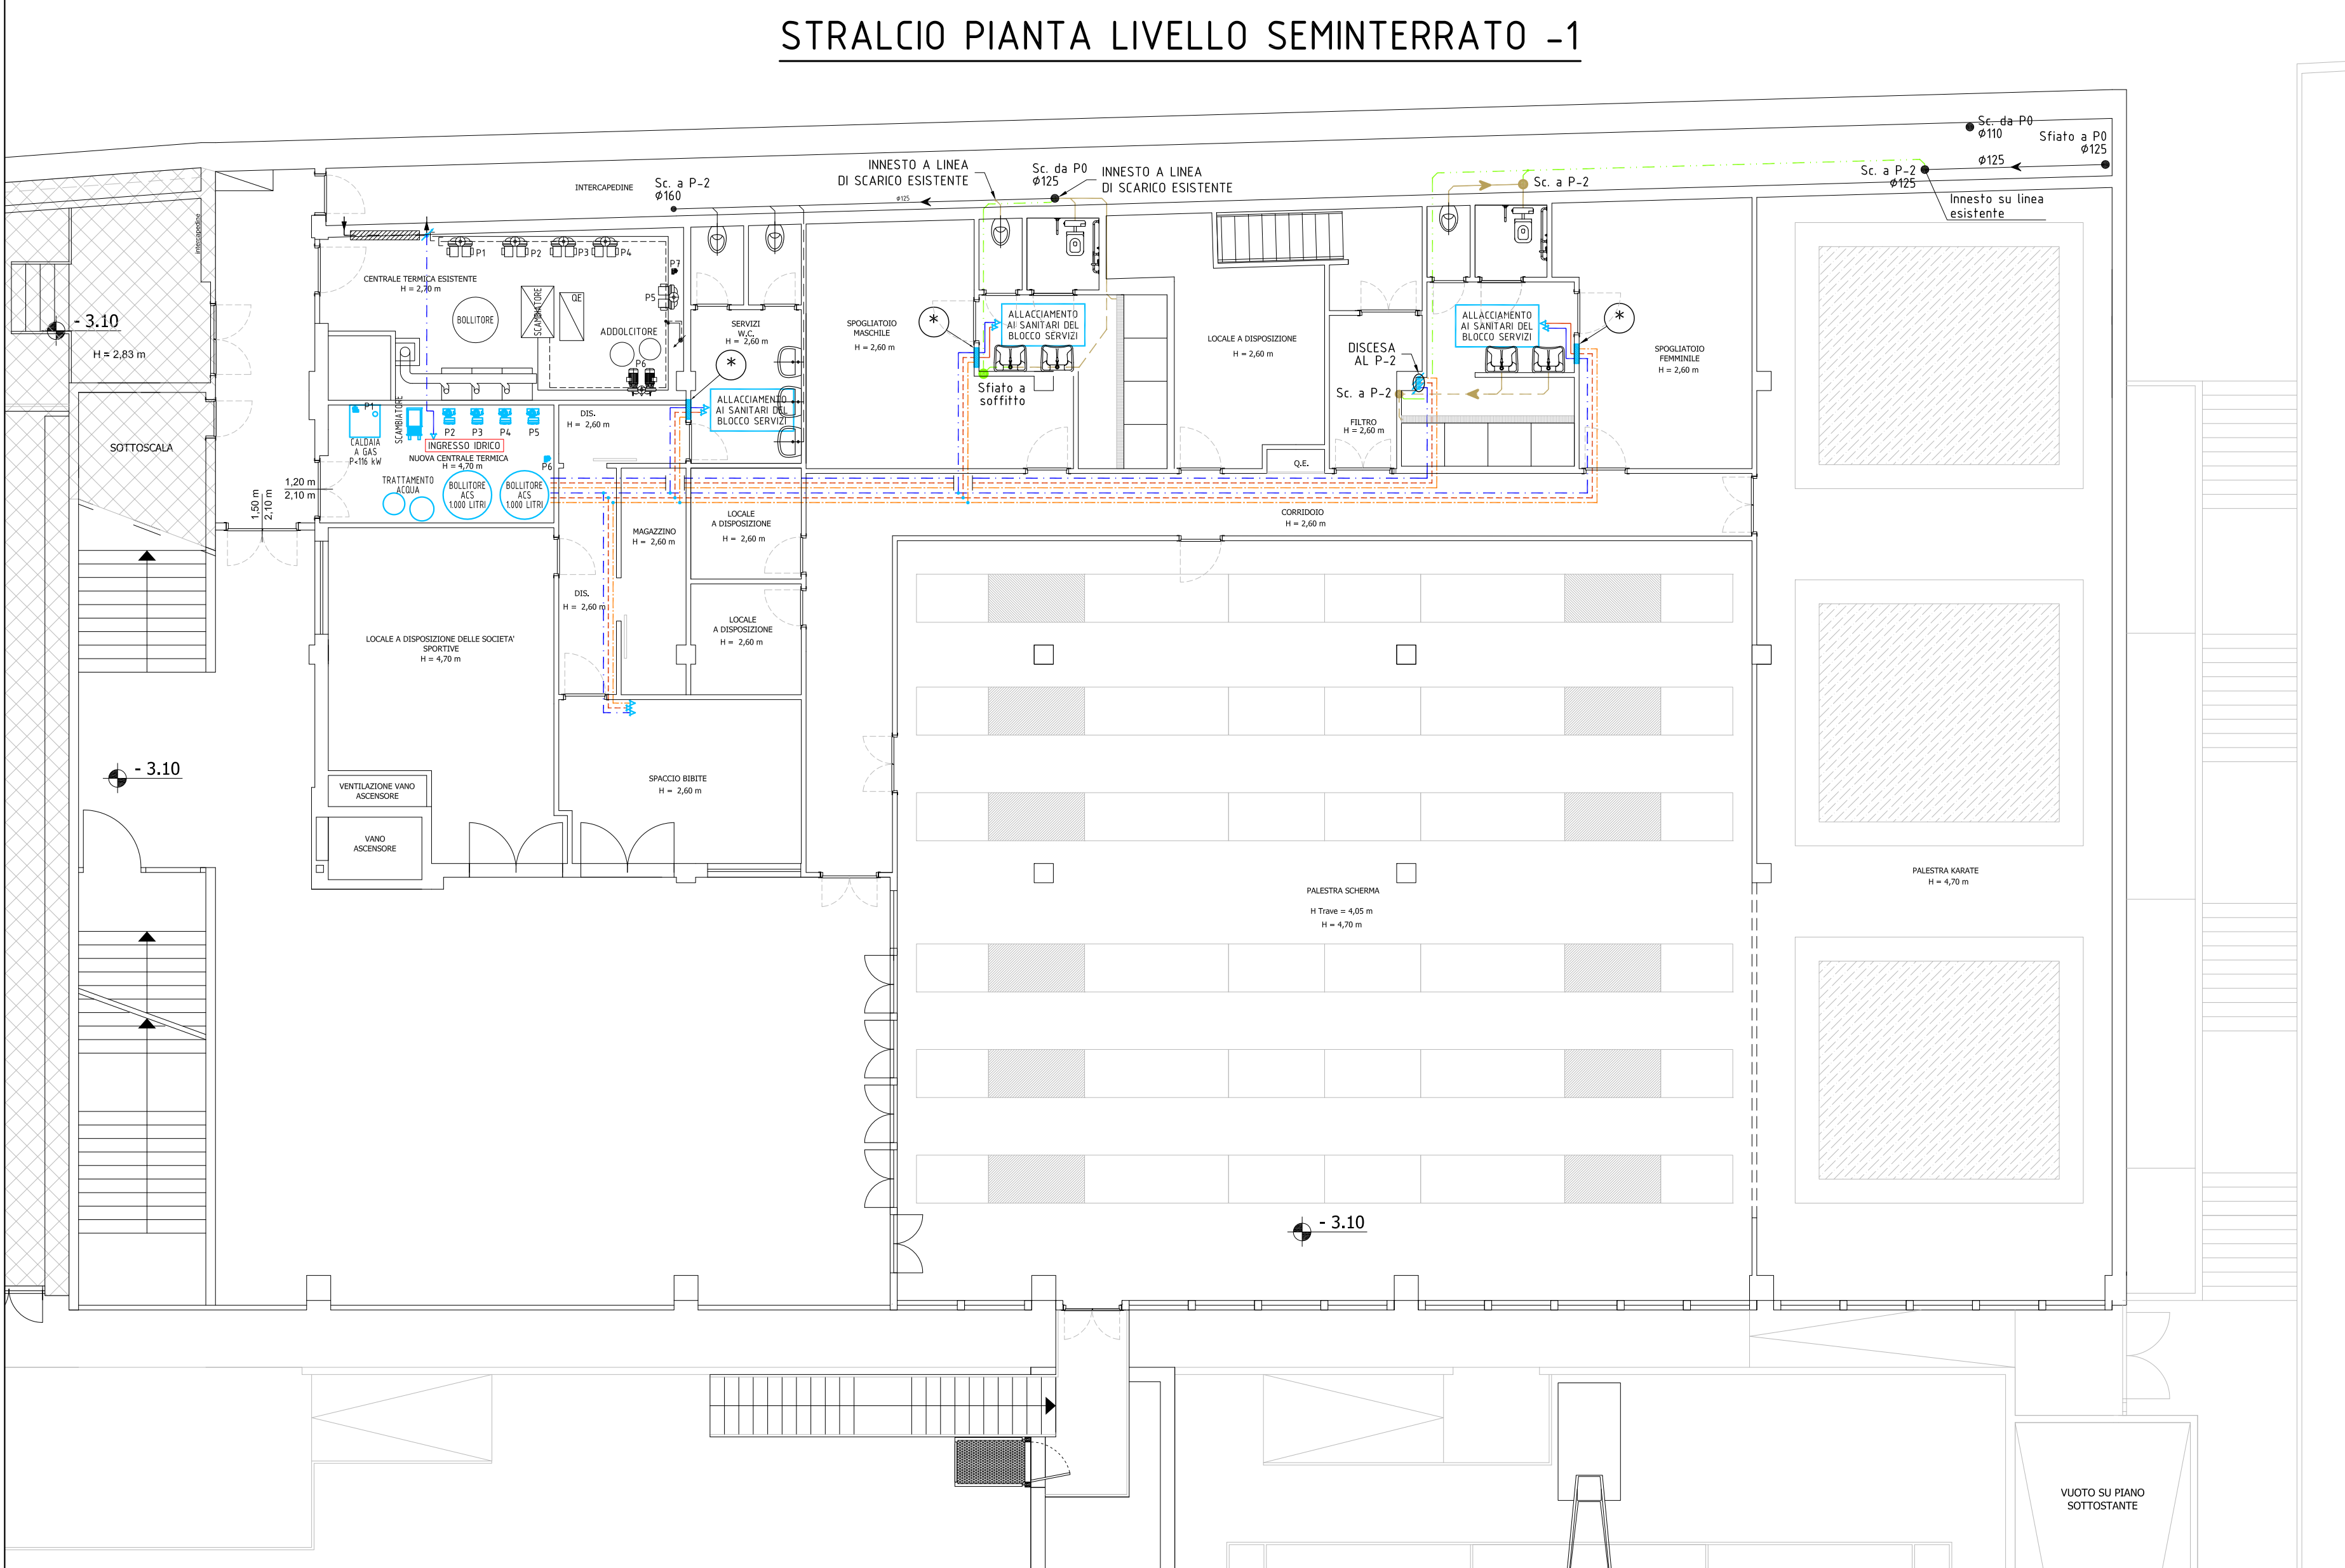 STRALCIO PIANTA LIVELLO SEMINTERRATO -1
Sc. da P0
Ø110
Sfiato a P0
Ø125
Ø125
Sc. a P-2
Ø125
Innesto su linea
esistente
INNESTO A LINEA
DI SCARICO ESISTENTE
Sc. da P0
Ø125
INNESTO A LINEA
DI SCARICO ESISTENTE
Sc. a P-2
INTERCAPEDINE
Sc. a P-2
Ø160
Ø125
intercapedine
P1
P2
P3
P4
P7
P5
CENTRALE TERMICA ESISTENTE
H = 2,70 m
BOLLITORE
SCAMBIATORE
QE
ADDOLCITORE
P6
- 3.10
H = 2,83 m
SERVIZI
W.C.
H = 2,60 m
*
ALLACCIAMENTO
AI SANITARI DEL
BLOCCO SERVIZI
SPOGLIATOIO
MASCHILE
H = 2,60 m
*
ALLACCIAMENTO
AI SANITARI DEL
BLOCCO SERVIZI
Sfiato a
soffitto
LOCALE A DISPOSIZIONE
H = 2,60 m
DISCESA
AL P-2
Sc. a P-2
FILTRO
H = 2,60 m
Q.E.
ALLACCIAMENTO
AI SANITARI DEL
BLOCCO SERVIZI
*
SPOGLIATOIO
FEMMINILE
H = 2,60 m
SOTTOSCALA
P1
CALDAIA
A GAS
P<116 kW
SCAMBIATORE
P2
P3
P4
P5
INGRESSO IDRICO
NUOVA CENTRALE TERMICA
H = 4,70 m
P6
TRATTAMENTO
ACQUA
BOLLITORE
ACS
1.000 LITRI
BOLLITORE
ACS
1.000 LITRI
DIS.
H = 2,60 m
1,20 m
2,10 m
1,50 m
2,10 m
MAGAZZINO
H = 2,60 m
LOCALE
A DISPOSIZIONE
H = 2,60 m
CORRIDOIO
H = 2,60 m
DIS.
H = 2,60 m
LOCALE
A DISPOSIZIONE
H = 2,60 m
LOCALE A DISPOSIZIONE DELLE SOCIETA'
SPORTIVE
H = 4,70 m
- 3.10
VENTILAZIONE VANO
ASCENSORE
VANO
ASCENSORE
SPACCIO BIBITE
H = 2,60 m
PALESTRA SCHERMA
H Trave = 4,05 m
H = 4,70 m
PALESTRA KARATE
H = 4,70 m
- 3.10
VUOTO SU PIANO
SOTTOSTANTE